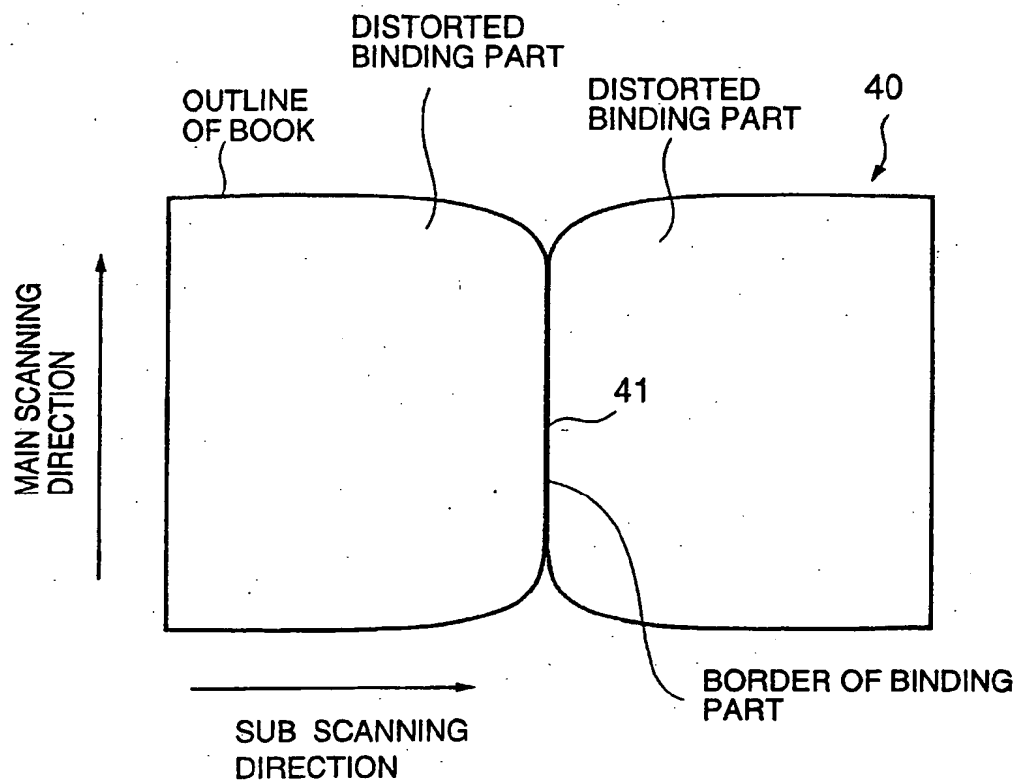 DISTORTED
BINDING PART
DISTORTED
BINDING PART
40
OUTLINE
OF BOOK
MAIN SCANNING
DIRECTION
41
BORDER OF BINDING
PART
SUB SCANNING
DIRECTION